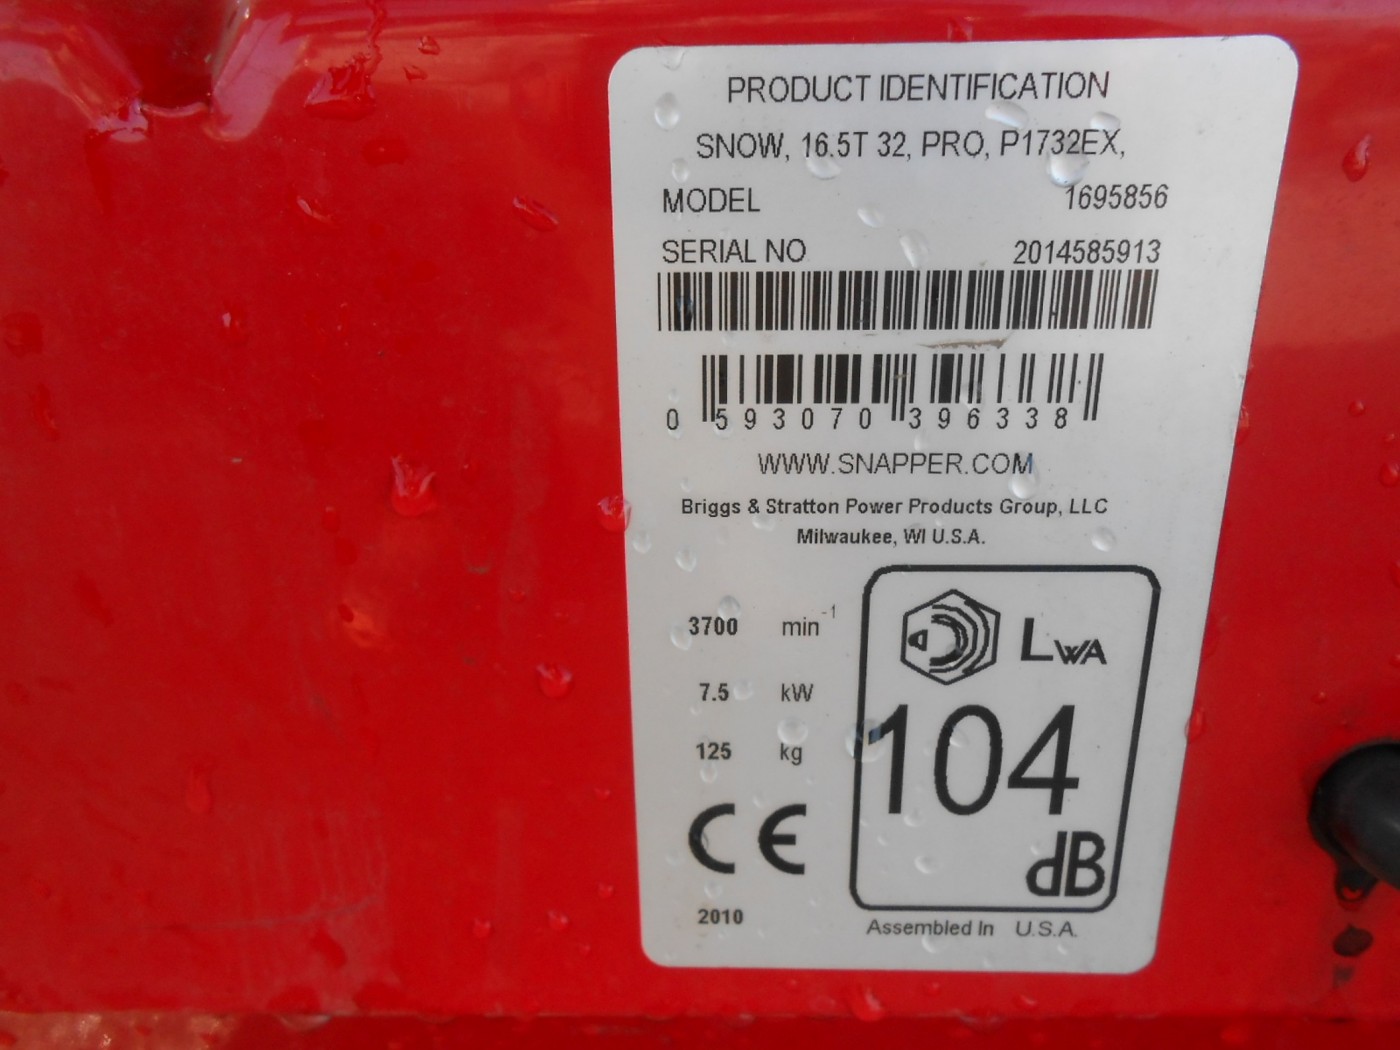 PRODUCT IDENTIFICATION
SNOW, 16.5T 32, PRO, P1732EX,
MODEL 1695856
SERIAL NO 2014585913
0 593070 396338
WWW.SNAPPER.COM
Briggs & Stratton Power Products Group, LLC
Milwaukee, WI U.S.A.
3700 min-1
7.5 kW
125 kg
CE
2010
LWA
104
dB
Assembled In U.S.A.